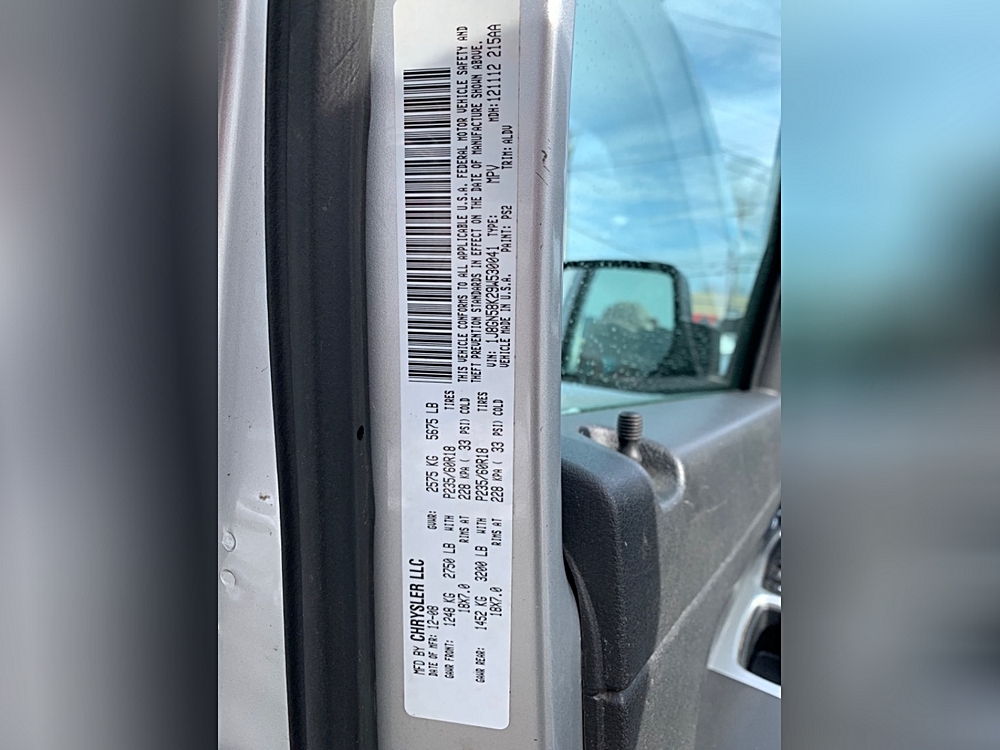 MFD BY CHRYSLER LLC
DATE OF MFR: 12-08 GVWR: 2575 KG 5675 LB
GAWR FRONT: 1248 KG 2750 LB WITH P235/60R18 TIRES
18X7.0 RIMS AT 228 KPA ( 33 PSI) COLD
GAWR REAR: 1452 KG 3200 LB WITH P235/60R18 TIRES
18X7.0 RIMS AT 228 KPA ( 33 PSI) COLD
THIS VEHICLE CONFORMS TO ALL APPLICABLE U.S.A. FEDERAL MOTOR VEHICLE SAFETY AND
THEFT PREVENTION STANDARDS IN EFFECT ON THE DATE OF MANUFACTURE SHOWN ABOVE.
VIN: 1J8GN58K29W530041 TYPE: MPV MDH:121112 215AA
VEHICLE MADE IN U.S.A. PAINT: PS2 TRIM: ALDV